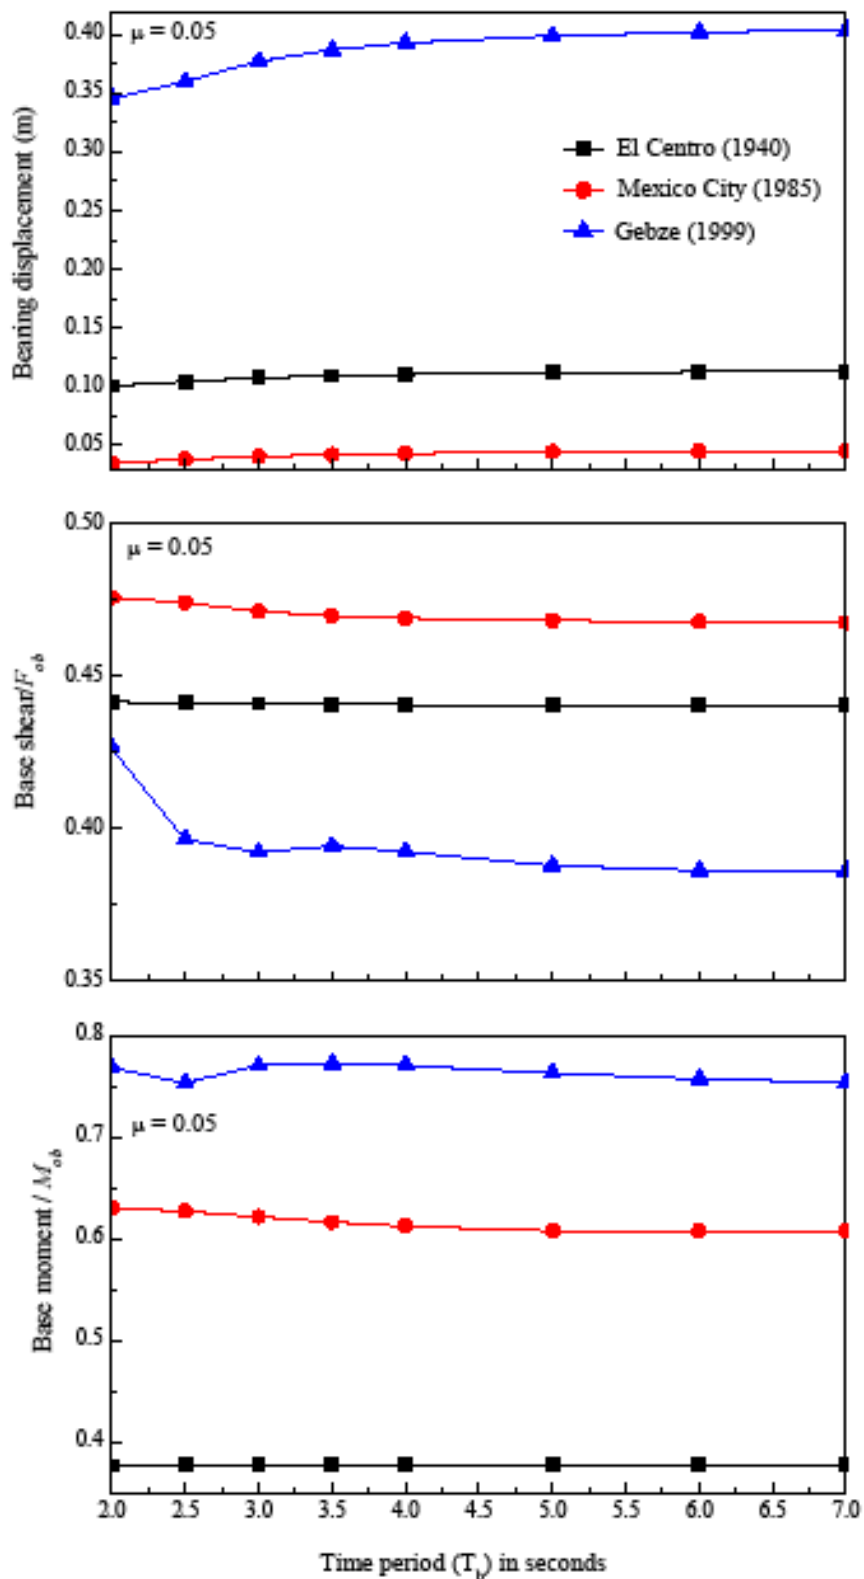 μ = 0.05
0.40
0.35
0.30
0.25
0.20
0.15
0.10
0.05
Bearing displacement (m)
El Centro (1940)
Mexico City (1985)
Gebze (1999)
μ = 0.05
0.50
0.45
0.40
0.35
Base shear/F_ob
μ = 0.05
0.8
0.7
0.6
0.5
0.4
Base moment / M_ob
2.0 2.5 3.0 3.5 4.0 4.5 5.0 5.5 6.0 6.5 7.0
Time period (T_b) in seconds